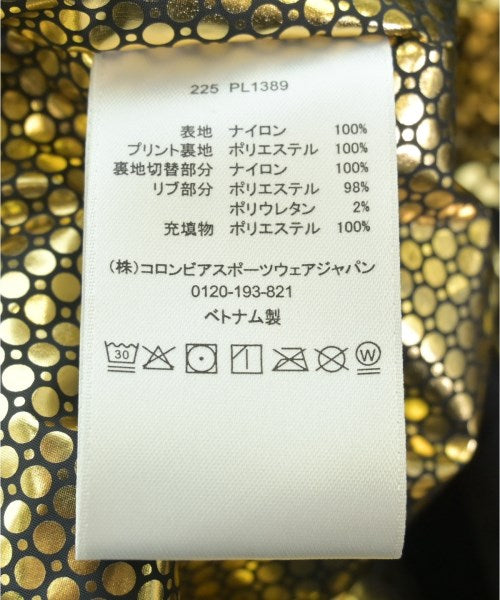 225 PL1389
表地 ナイロン 100%
プリント裏地 ポリエステル 100%
裏地切替部分 ナイロン 100%
リブ部分 ポリエステル 98%
ポリウレタン 2%
充填物 ポリエステル 100%
(株)コロンビアスポーツウェアジャパン
0120-193-821
ベトナム製
30 W